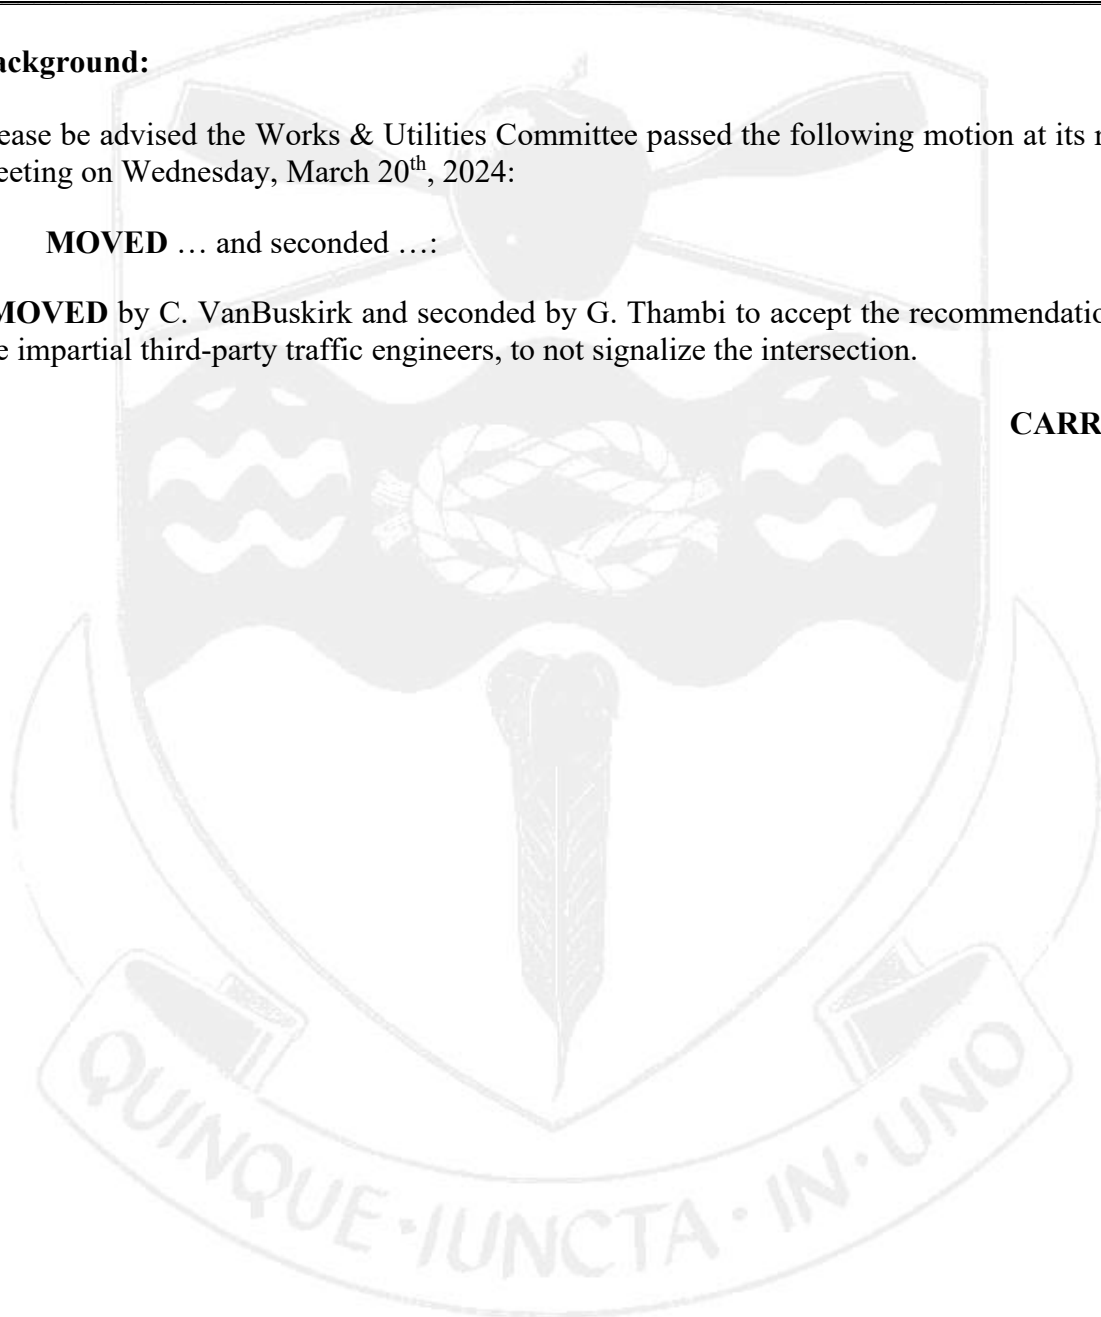 ackground:
ease be advised the Works & Utilities Committee passed the following motion at its r
eeting on Wednesday, March 20th, 2024:
MOVED … and seconded …:
MOVED by C. VanBuskirk and seconded by G. Thambi to accept the recommendatio
e impartial third-party traffic engineers, to not signalize the intersection.
CARR
QUINQUE · IUNCTA · IN · UNO